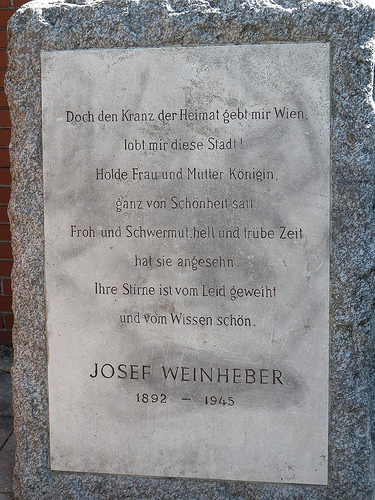 Doch den Kranz der Heimat gebt mir Wien,
lobt mir diese Stadt!
Holde Frau und Mutter Königin,
ganz von Schönheit satt.
Froh und Schwermut, hell und trübe Zeit
hat sie angesehn.
Ihre Stirne ist vom Leid geweiht
und vom Wissen schön.
JOSEF WEINHEBER
1892 – 1945